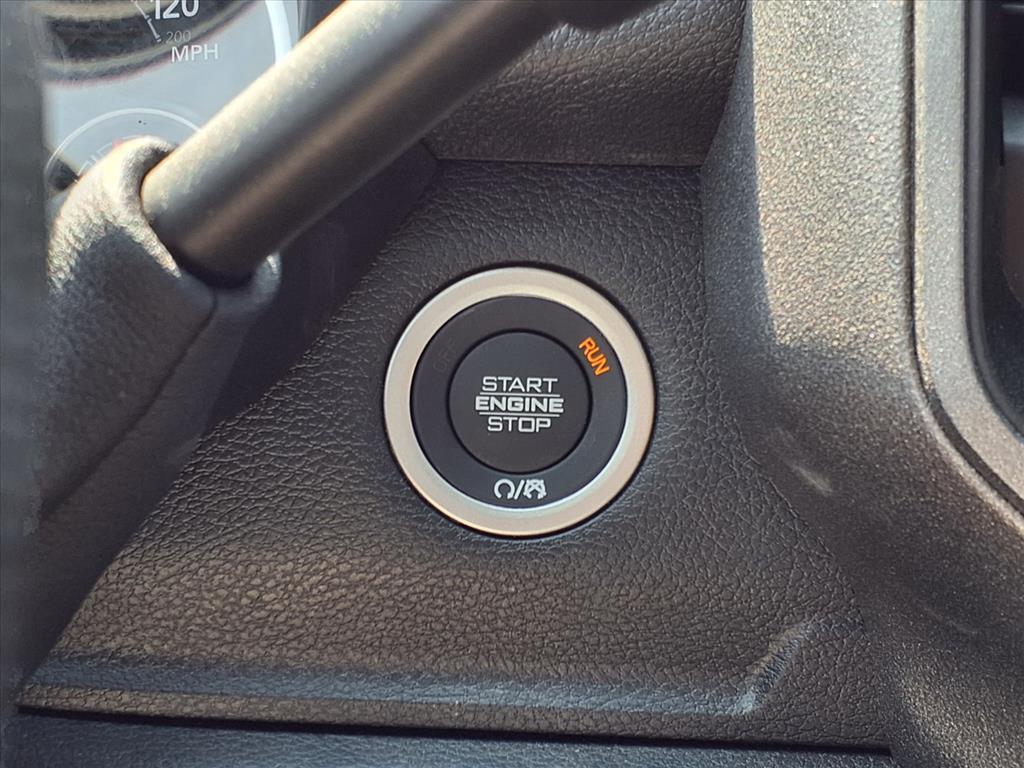 120
200
MPH
RUN
START
ENGINE
STOP